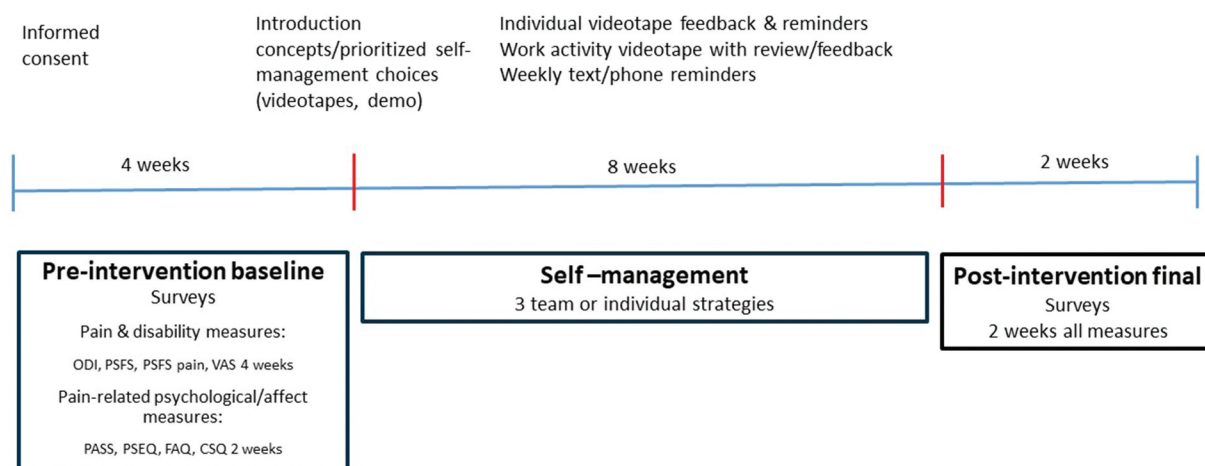 Informed
consent
Introduction
concepts/prioritized self-
management choices
(videotapes, demo)
Individual videotape feedback & reminders
Work activity videotape with review/feedback
Weekly text/phone reminders
4 weeks
8 weeks
2 weeks
Pre-intervention baseline
Surveys
Pain & disability measures:
ODI, PSFS, PSFS pain, VAS 4 weeks
Pain-related psychological/affect
measures:
PASS, PSEQ, FAQ, CSQ 2 weeks
Self –management
3 team or individual strategies
Post-intervention final
Surveys
2 weeks all measures